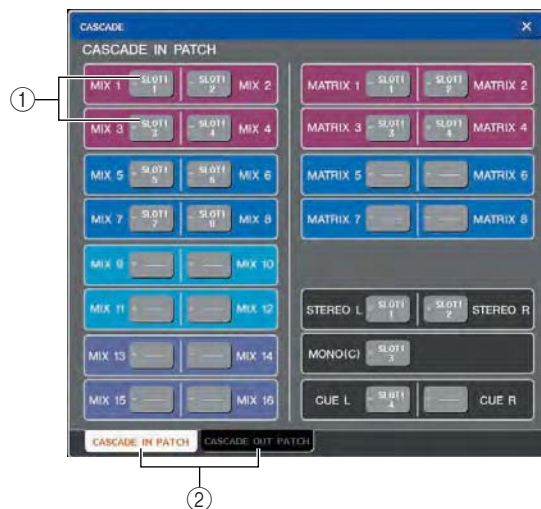 CASCADE
CASCADE IN PATCH
MIX 1 SLOT1 1 SLOT1 2 MIX 2
MATRIX 1 SLOT1 1 SLOT1 2 MATRIX 2
MIX 3 SLOT1 3 SLOT1 4 MIX 4
MATRIX 3 SLOT1 3 SLOT1 4 MATRIX 4
MIX 5 SLOT1 5 SLOT1 6 MIX 6
MATRIX 5 MATRIX 6
MIX 7 SLOT1 7 SLOT1 8 MIX 8
MATRIX 7 MATRIX 8
MIX 9 MIX 10
MIX 11 MIX 12
STEREO L SLOT1 1 SLOT1 2 STEREO R
MIX 13 MIX 14
MONO(C) SLOT1 3
MIX 15 MIX 16
CUE L SLOT1 4 CUE R
CASCADE IN PATCH CASCADE OUT PATCH
1
2